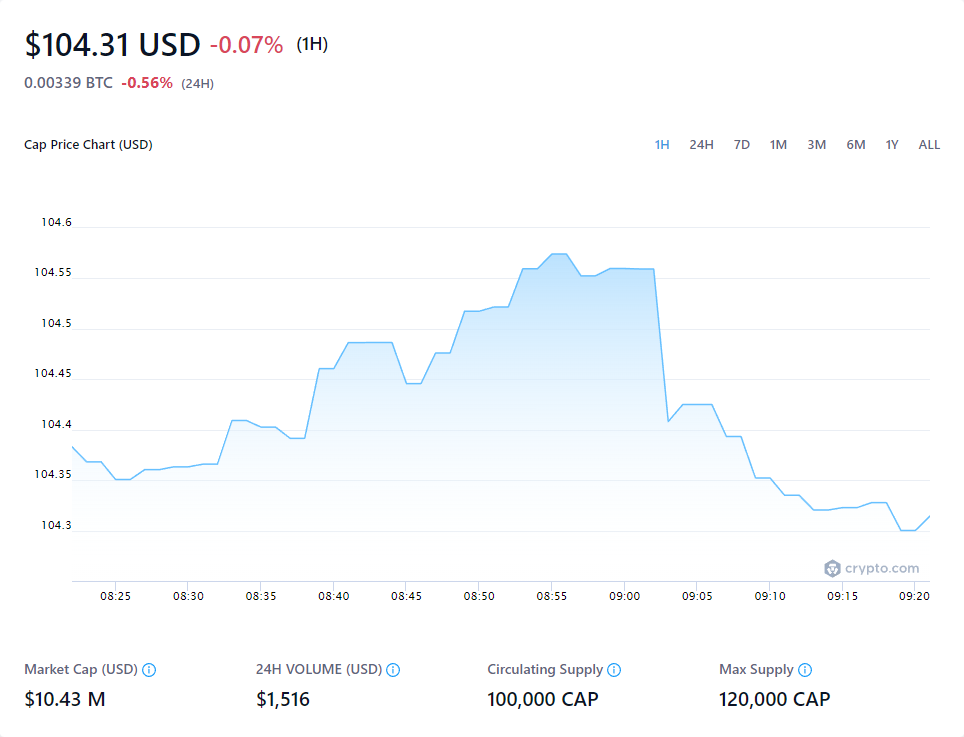 $104.31 USD -0.07% (1H)
0.00339 BTC -0.56% (24H)
Cap Price Chart (USD)
1H 24H 7D 1M 3M 6M 1Y ALL
104.6
104.55
104.5
104.45
104.4
104.35
104.3
crypto.com
08:25 08:30 08:35 08:40 08:45 08:50 08:55 09:00 09:05 09:10 09:15 09:20
Market Cap (USD) 24H VOLUME (USD) Circulating Supply Max Supply
$10.43 M $1,516 100,000 CAP 120,000 CAP